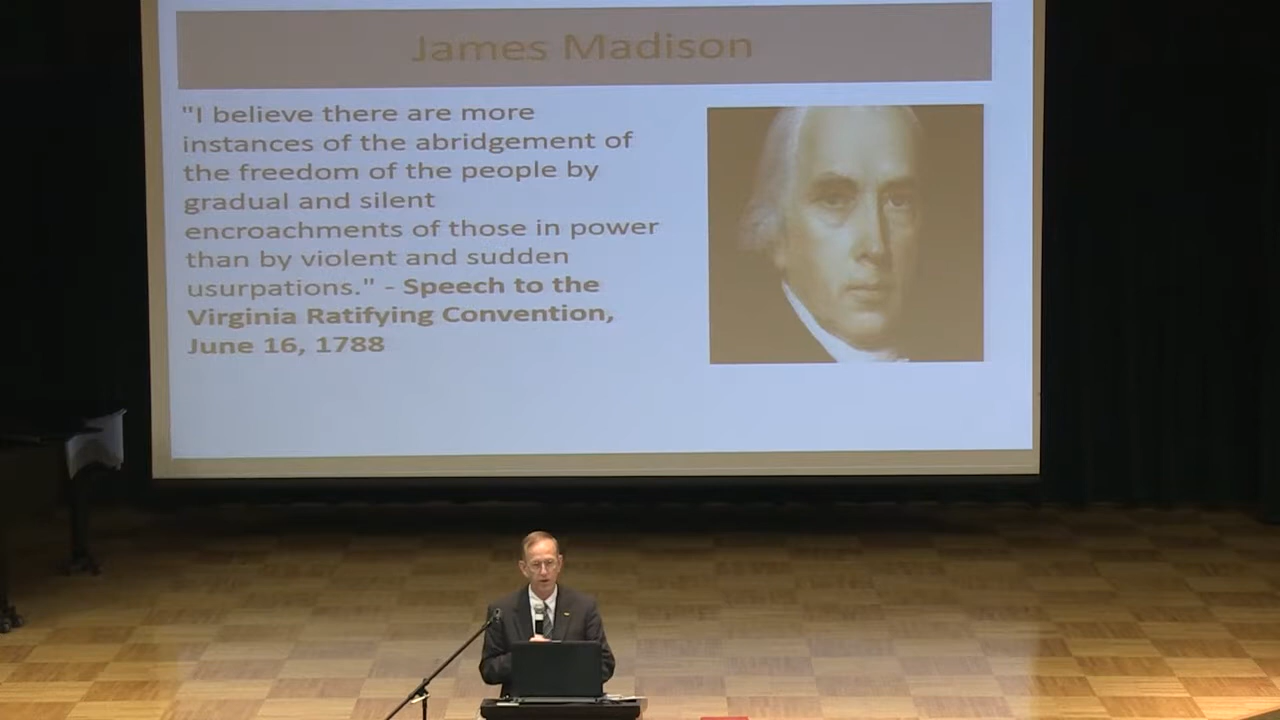 James Madison
"I believe there are more
instances of the abridgement of
the freedom of the people by
gradual and silent
encroachments of those in power
than by violent and sudden
usurpations." - Speech to the
Virginia Ratifying Convention,
June 16, 1788